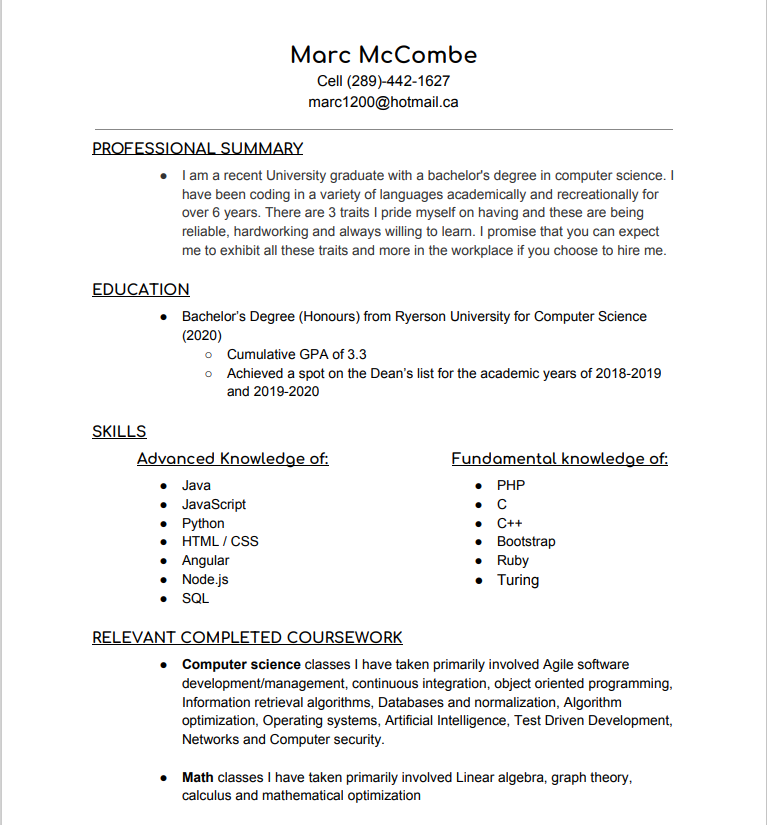 Marc McCombe
Cell (289)-442-1627
marc1200@hotmail.ca
PROFESSIONAL SUMMARY
● I am a recent University graduate with a bachelor's degree in computer science. I
have been coding in a variety of languages academically and recreationally for
over 6 years. There are 3 traits I pride myself on having and these are being
reliable, hardworking and always willing to learn. I promise that you can expect
me to exhibit all these traits and more in the workplace if you choose to hire me.
EDUCATION
● Bachelor’s Degree (Honours) from Ryerson University for Computer Science
(2020)
○ Cumulative GPA of 3.3
○ Achieved a spot on the Dean’s list for the academic years of 2018-2019
and 2019-2020
SKILLS
Advanced Knowledge of:
● Java
● JavaScript
● Python
● HTML / CSS
● Angular
● Node.js
● SQL
Fundamental knowledge of:
● PHP
● C
● C++
● Bootstrap
● Ruby
● Turing
RELEVANT COMPLETED COURSEWORK
● Computer science classes I have taken primarily involved Agile software
development/management, continuous integration, object oriented programming,
Information retrieval algorithms, Databases and normalization, Algorithm
optimization, Operating systems, Artificial Intelligence, Test Driven Development,
Networks and Computer security.
● Math classes I have taken primarily involved Linear algebra, graph theory,
calculus and mathematical optimization